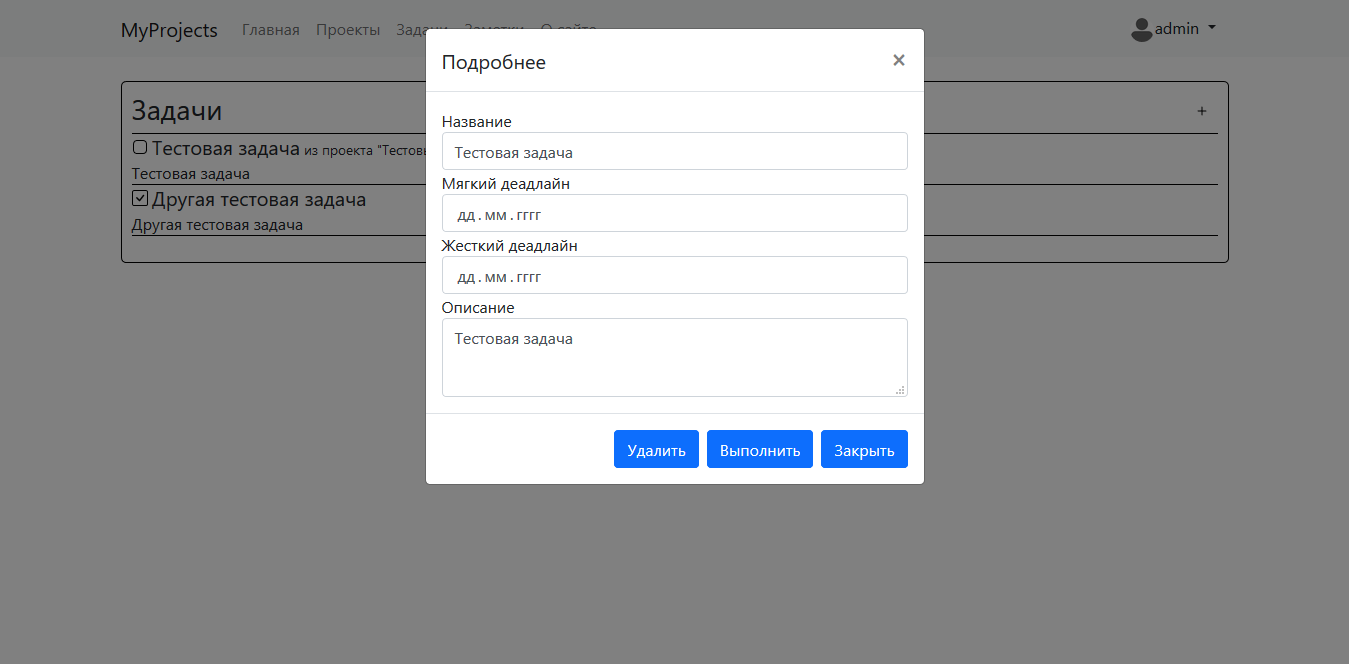 MyProjects Главная Проекты Задачи Заметки О сайте admin
Подробнее ×
Задачи +
Название
Тестовая задача из проекта
Тестовая задача
Тестовая задача
Мягкий деадлайн
дд.мм.гггг
Другая тестовая задача
Другая тестовая задача
Жесткий деадлайн
дд.мм.гггг
Описание
Тестовая задача
Удалить Выполнить Закрыть